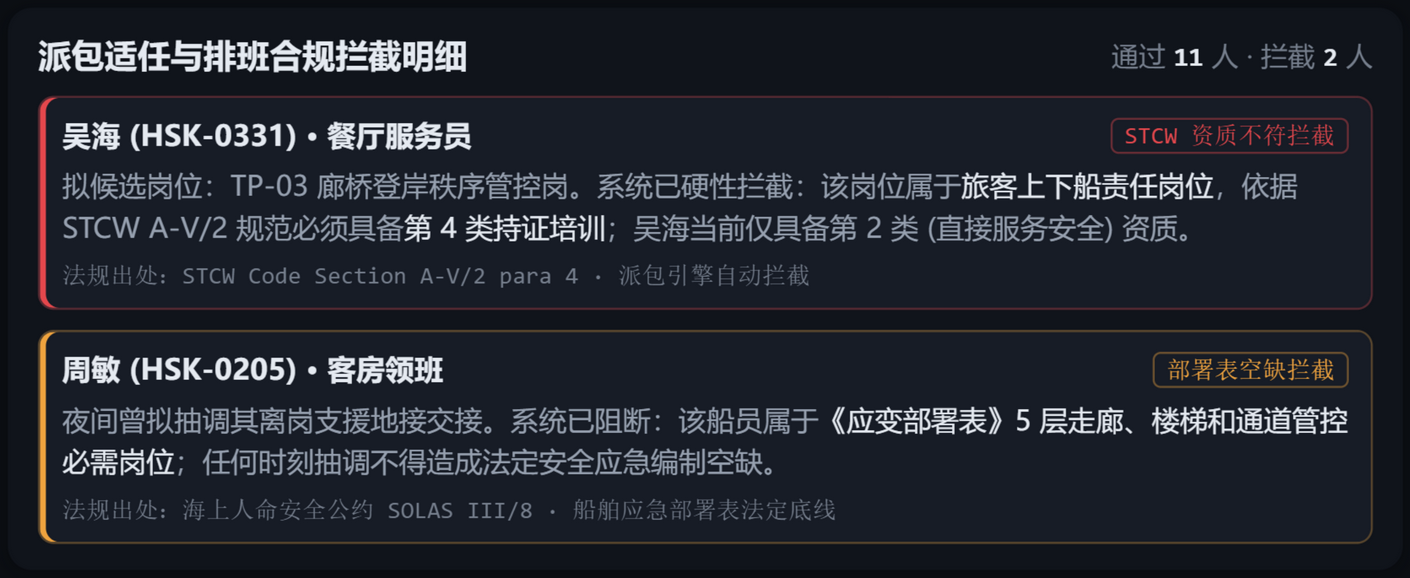 派包适任与排班合规拦截明细
通过 11 人 · 拦截 2 人
吴海 (HSK-0331) • 餐厅服务员
STCW 资质不符拦截
拟候选岗位：TP-03 廊桥登岸秩序管控岗。系统已硬性拦截：该岗位属于旅客上下船责任岗位，依据
STCW A-V/2 规范必须具备第 4 类持证培训；吴海当前仅具备第 2 类 (直接服务安全) 资质。
法规出处：STCW Code Section A-V/2 para 4 · 派包引擎自动拦截
周敏 (HSK-0205) • 客房领班
部署表空缺拦截
夜间曾拟抽调其离岗支援地接交接。系统已阻断：该船员属于《应变部署表》5 层走廊、楼梯和通道管控
必需岗位；任何时刻抽调不得造成法定安全应急编制空缺。
法规出处：海上人命安全公约 SOLAS III/8 · 船舶应急部署表法定底线